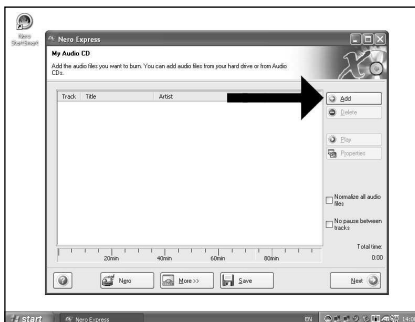 Nero
StartSmart
Nero Express
My Audio CD
Add the audio files you want to burn. You can add audio files from your hard drive or from Audio
CDs.
Track Title Artist
Add
Delete
Play
Properties
Normalize all audio
files
No pause between
tracks
Total time:
20min 40min 60min 80min 0:00
Nero More >> Save Next
start Nero Express EN 14:0